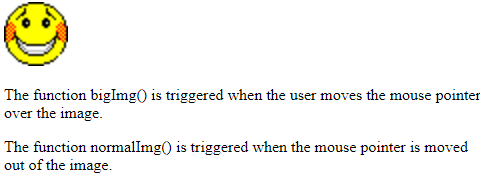 The function bigImg() is triggered when the user moves the mouse pointer
over the image.
The function normalImg() is triggered when the mouse pointer is moved
out of the image.